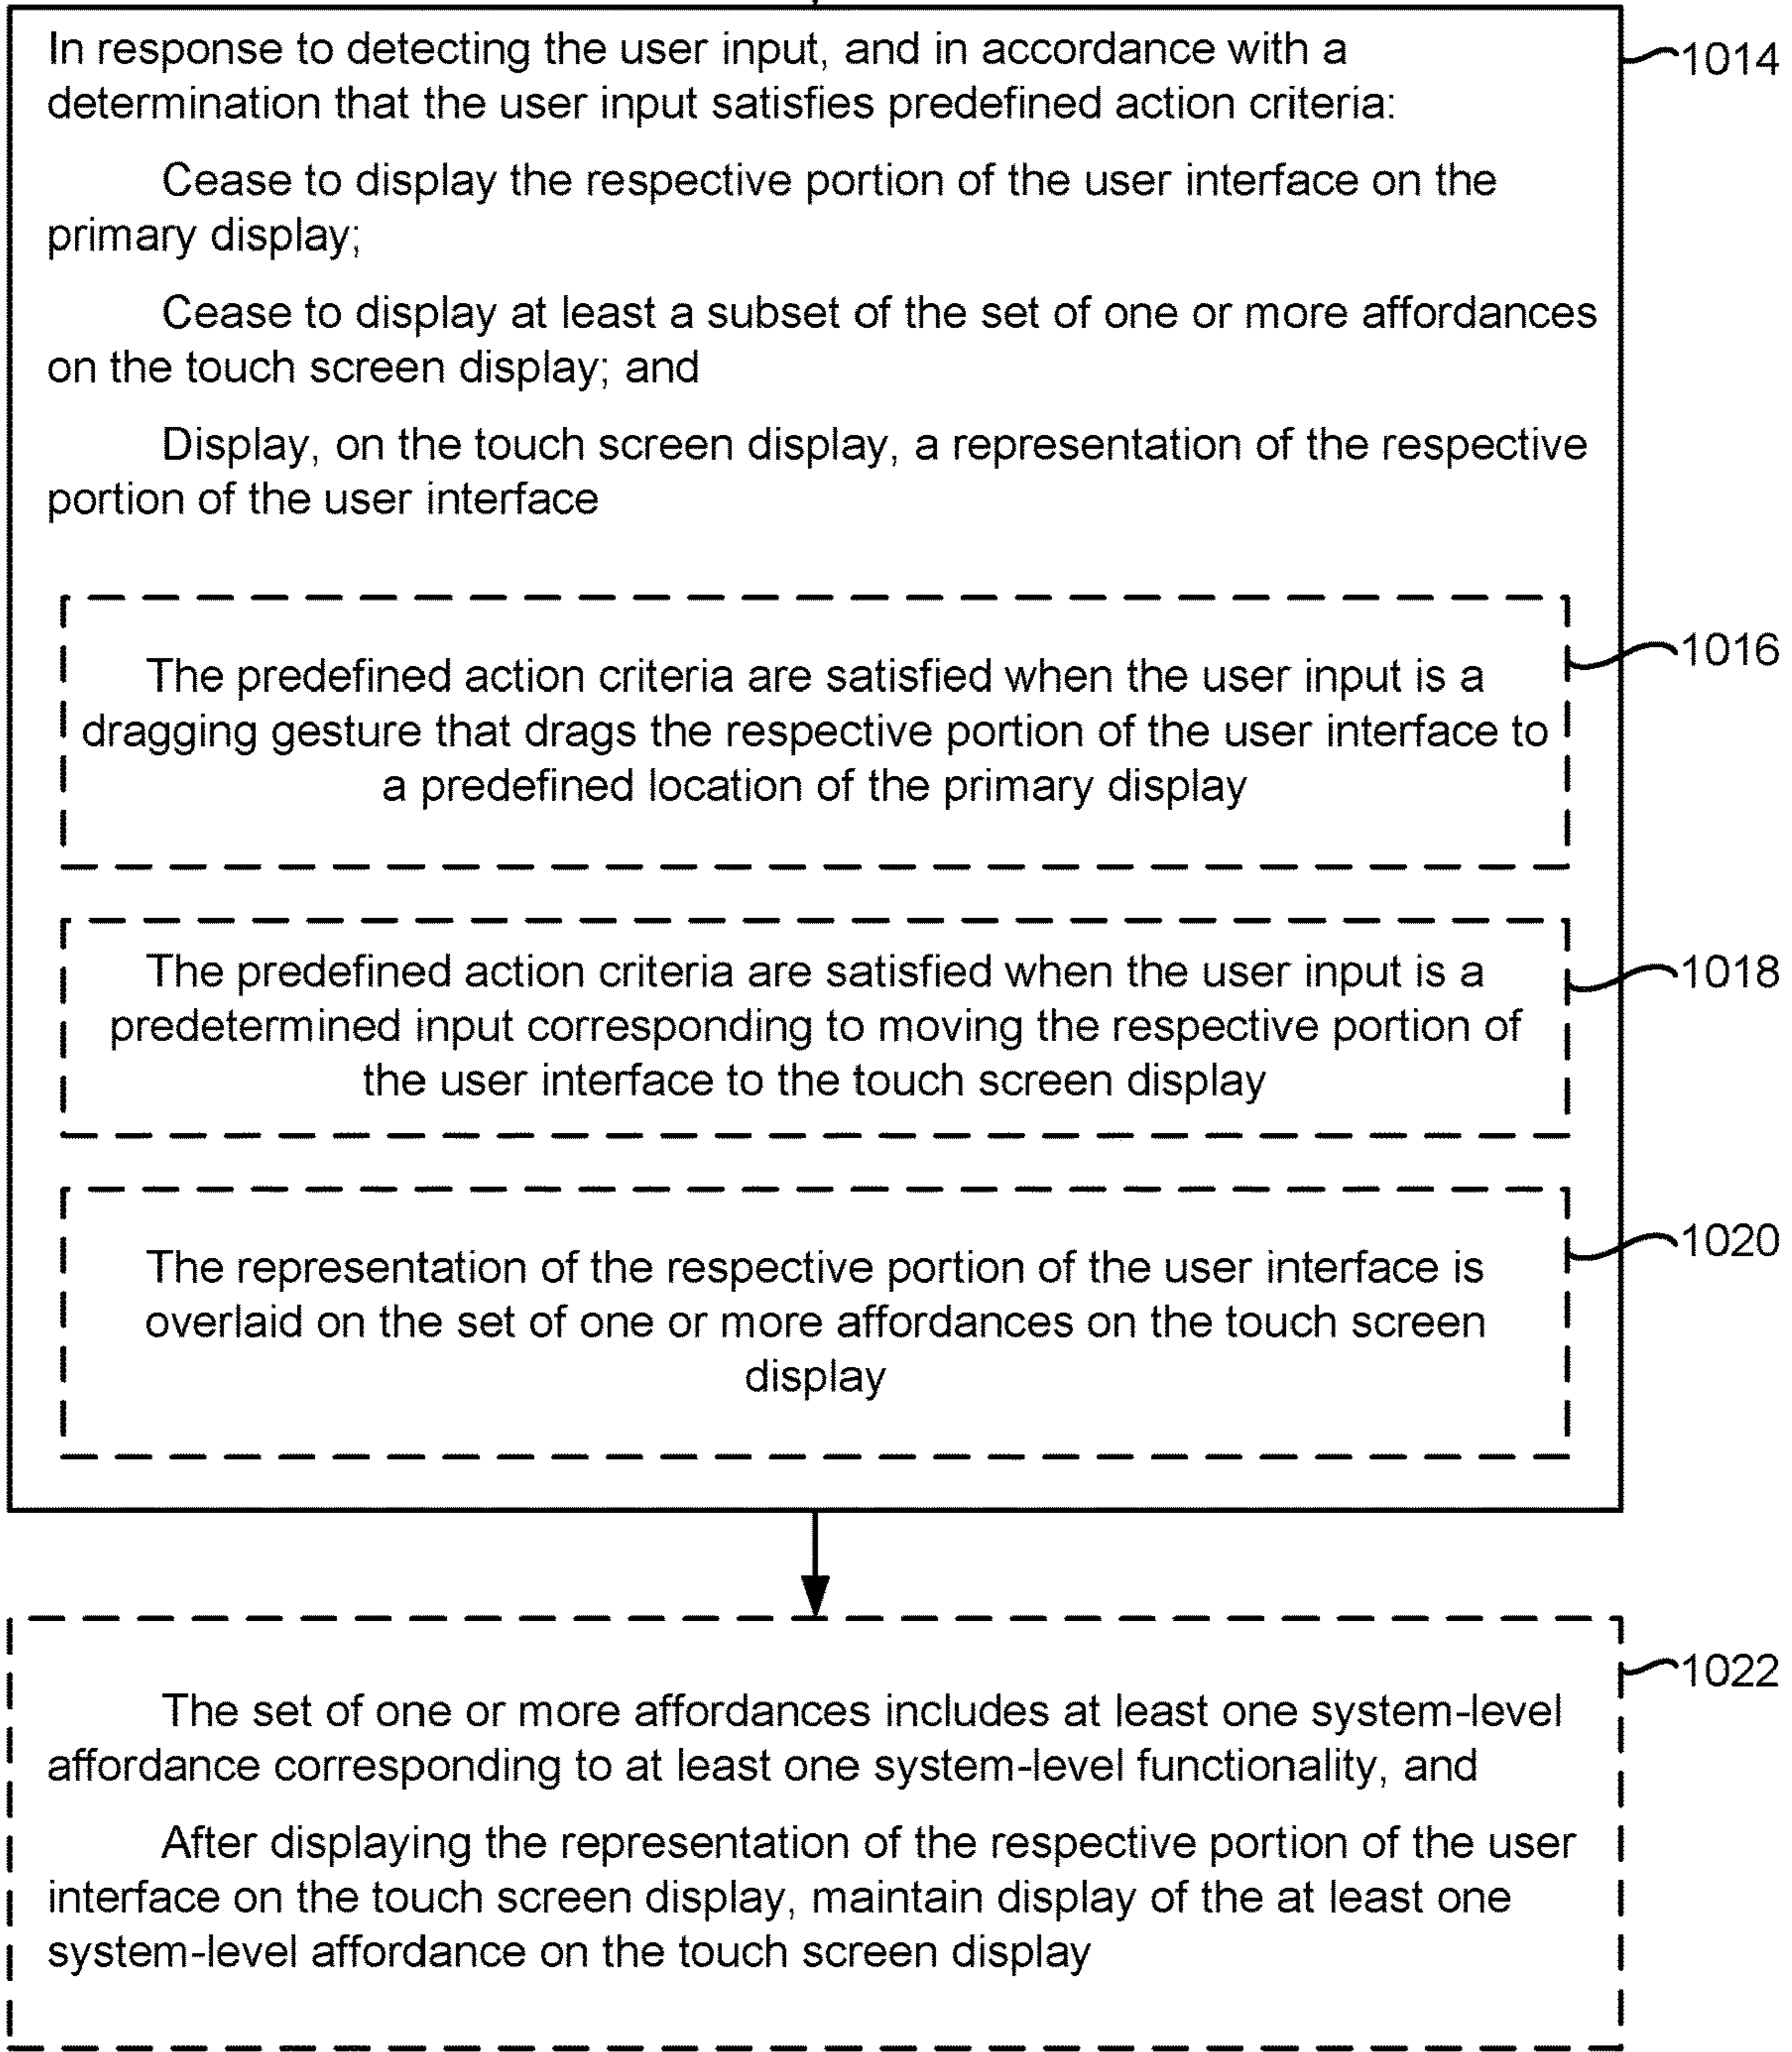 In response to detecting the user input, and in accordance with a
determination that the user input satisfies predefined action criteria:
1014
Cease to display the respective portion of the user interface on the
primary display;
Cease to display at least a subset of the set of one or more affordances
on the touch screen display; and
Display, on the touch screen display, a representation of the respective
portion of the user interface
1016
The predefined action criteria are satisfied when the user input is a
dragging gesture that drags the respective portion of the user interface to
a predefined location of the primary display
1018
The predefined action criteria are satisfied when the user input is a
predetermined input corresponding to moving the respective portion of
the user interface to the touch screen display
1020
The representation of the respective portion of the user interface is
overlaid on the set of one or more affordances on the touch screen
display
1022
The set of one or more affordances includes at least one system-level
affordance corresponding to at least one system-level functionality, and
After displaying the representation of the respective portion of the user
interface on the touch screen display, maintain display of the at least one
system-level affordance on the touch screen display